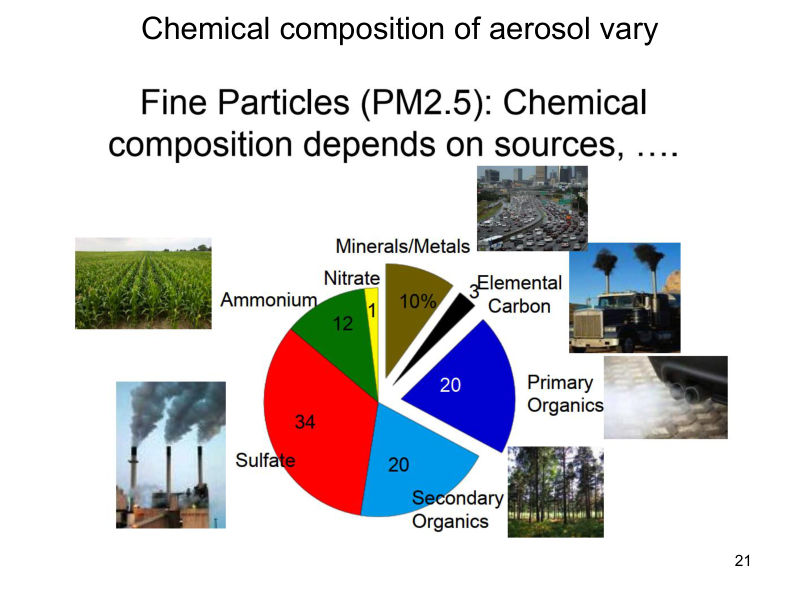 Chemical composition of aerosol vary
Fine Particles (PM2.5): Chemical
composition depends on sources, ….
Minerals/Metals
Nitrate
Ammonium
10%
3
Elemental
Carbon
1
12
20
Primary
Organics
34
Sulfate
20
Secondary
Organics
21